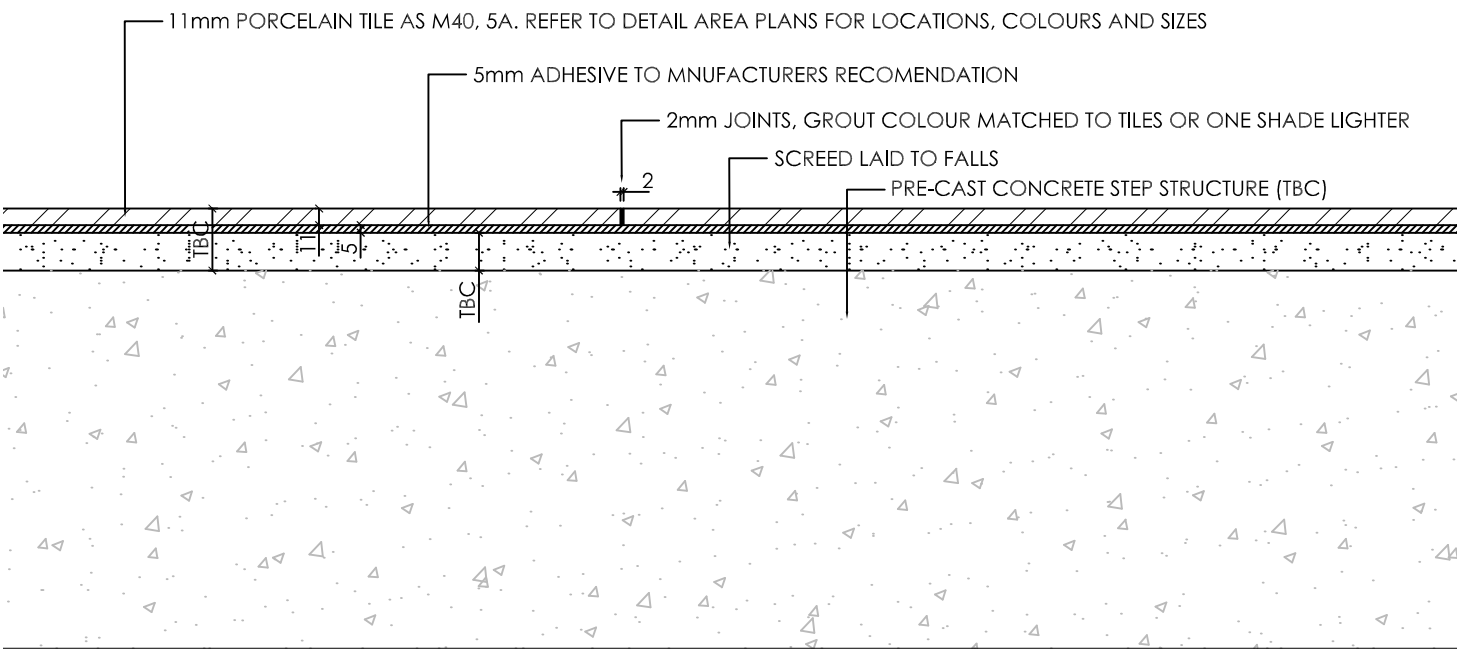 11mm PORCELAIN TILE AS M40, 5A. REFER TO DETAIL AREA PLANS FOR LOCATIONS, COLOURS AND SIZES
5mm ADHESIVE TO MNUFACTURERS RECOMENDATION
2mm JOINTS, GROUT COLOUR MATCHED TO TILES OR ONE SHADE LIGHTER
SCREED LAID TO FALLS
2
PRE-CAST CONCRETE STEP STRUCTURE (TBC)
TBC
11
5
TBC